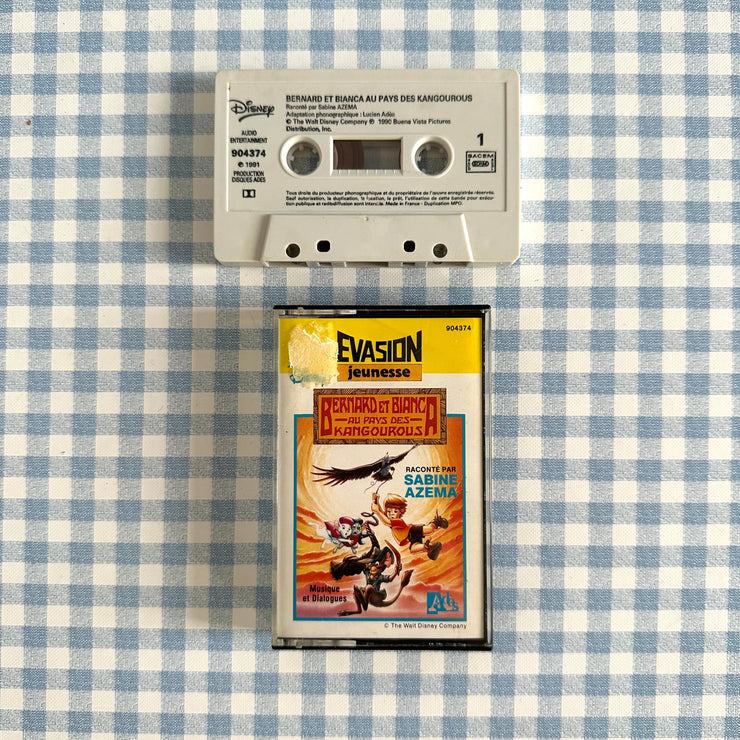 BERNARD ET BIANCA AU PAYS DES KANGOUROUS
Raconté par Sabine AZEMA
Adaptation phonographique : Lucien Adès
© The Walt Disney Company ℗ 1990 Buena Vista Pictures
Distribution, Inc.
Disney
AUDIO
ENTERTAINMENT
904374
℗ 1991
PRODUCTION
DISQUES ADES
1
SACEM
Tous droits du producteur phonographique et du propriétaire de l'œuvre enregistrée réservés.
Sauf autorisation, la duplication, la location, le prêt, l'utilisation de cette bande pour exécu-
tion publique et radiodiffusion sont interdits. Made in France - Duplication MPO.
904374
EVASION
jeunesse
BERNARD ET BIANCA
AU PAYS DES
KANGOUROUS
RACONTÉ PAR
SABINE
AZEMA
Musique
et Dialogues
Adès
© The Walt Disney Company